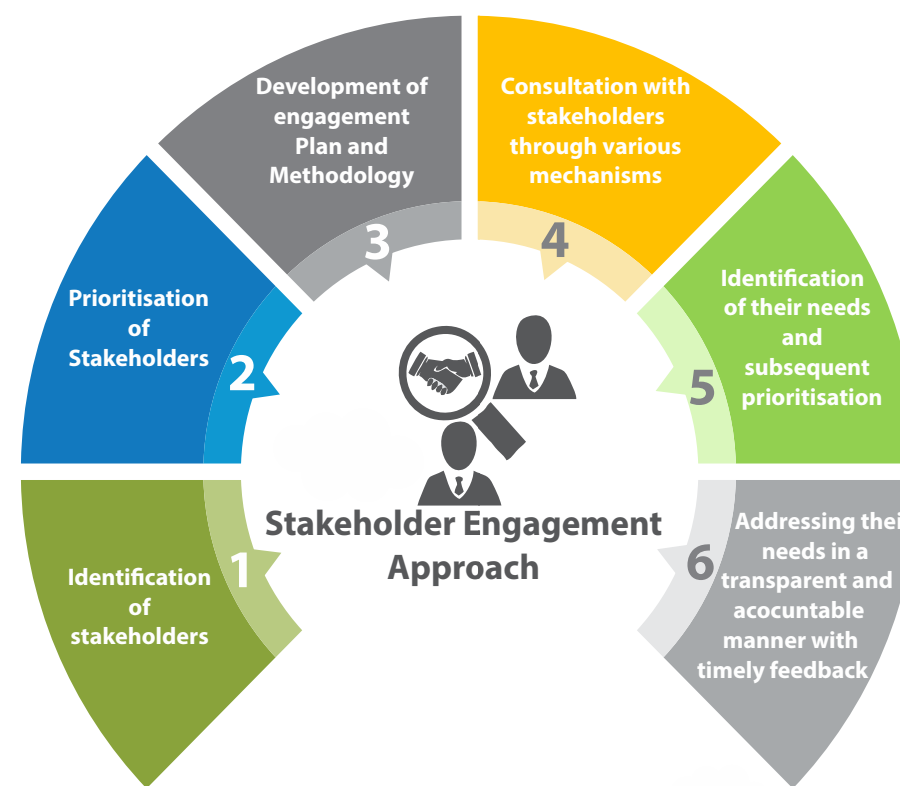 1
Identification
of
stakeholders
2
Prioritisation
of
Stakeholders
3
Development of
engagement
Plan and
Methodology
4
Consultation with
stakeholders
through various
mechanisms
5
Identification
of their needs
and
subsequent
prioritisation
6
Addressing thei
needs in a
transparent and
acocuntable
manner with
timely feedback
Stakeholder Engagement
Approach